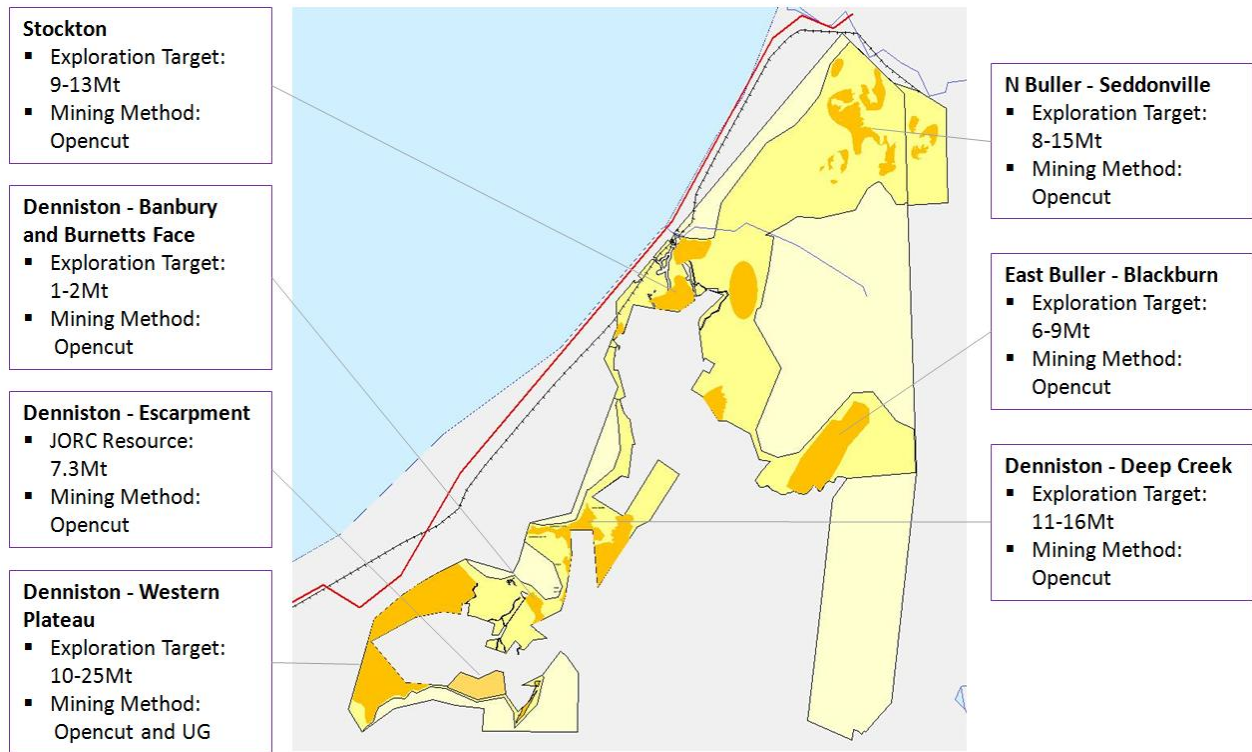 Stockton
▪ Exploration Target:
9-13Mt
▪ Mining Method:
Opencut
Denniston - Banbury
and Burnetts Face
▪ Exploration Target:
1-2Mt
▪ Mining Method:
Opencut
Denniston - Escarpment
▪ JORC Resource:
7.3Mt
▪ Mining Method:
Opencut
Denniston - Western
Plateau
▪ Exploration Target:
10-25Mt
▪ Mining Method:
Opencut and UG
N Buller - Seddonville
▪ Exploration Target:
8-15Mt
▪ Mining Method:
Opencut
East Buller - Blackburn
▪ Exploration Target:
6-9Mt
▪ Mining Method:
Opencut
Denniston - Deep Creek
▪ Exploration Target:
11-16Mt
▪ Mining Method:
Opencut